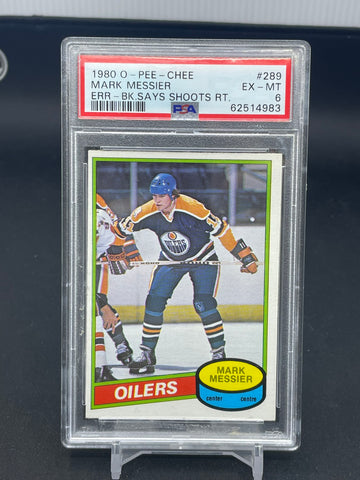 1980 O - PEE - CHEE #289
MARK MESSIER EX - MT
ERR - BK.SAYS SHOOTS RT. 6
PSA 62514983
OILERS
OILERS
MARK
MESSIER
center centre